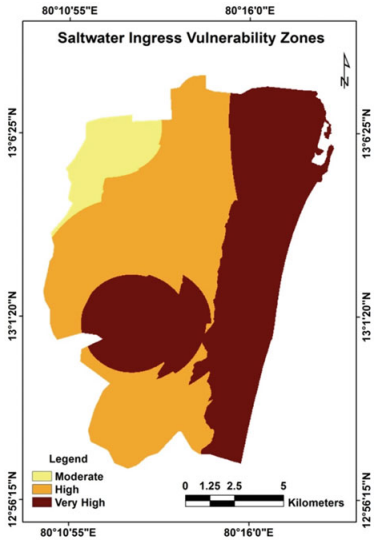 80°10'55"E 80°16'0"E
Saltwater Ingress Vulnerability Zones
N
13°6'25"N 13°6'25"N
13°1'20"N 13°1'20"N
12°56'15"N 12°56'15"N
Legend
Moderate
High
Very High
0 1.25 2.5 5
Kilometers
80°10'55"E 80°16'0"E